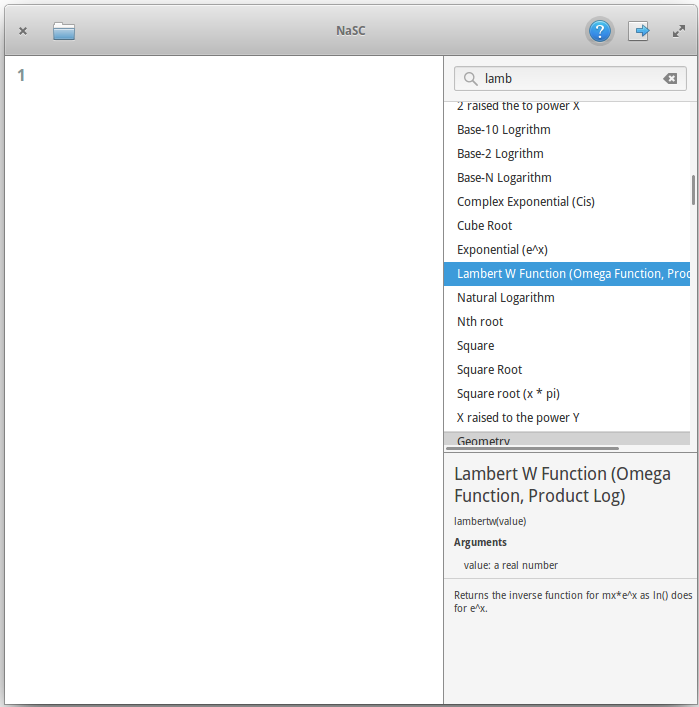 NaSC
?
1
lamb
2 raised the to power X
Base-10 Logrithm
Base-2 Logrithm
Base-N Logarithm
Complex Exponential (Cis)
Cube Root
Exponential (e^x)
Lambert W Function (Omega Function, Prod
Natural Logarithm
Nth root
Square
Square Root
Square root (x * pi)
X raised to the power Y
Geometry
Lambert W Function (Omega
Function, Product Log)
lambertw(value)
Arguments
value: a real number
Returns the inverse function for mx*e^x as ln() does
for e^x.